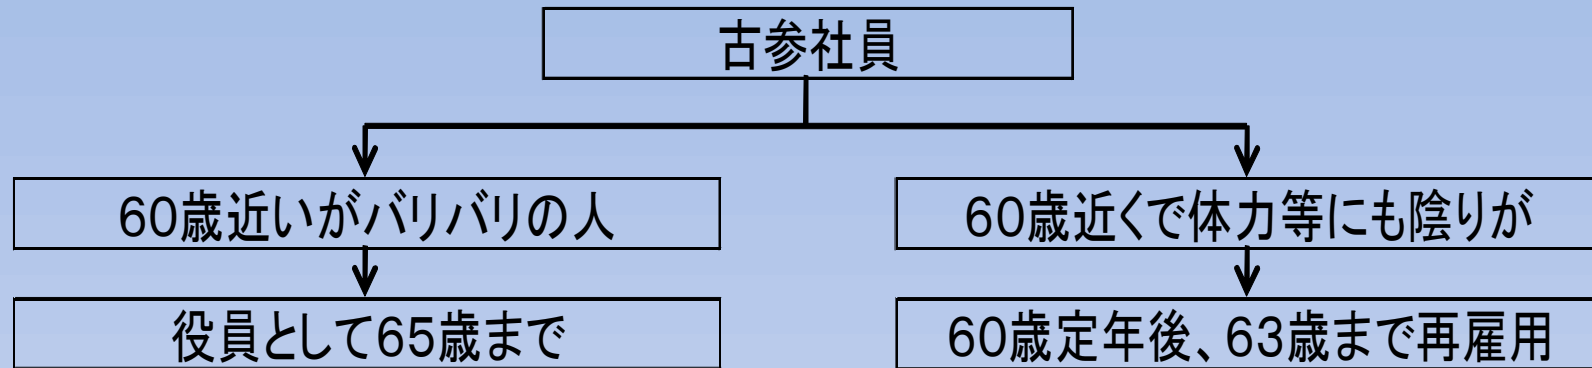 古参社員
60歳近いがバリバリの人
60歳近くで体力等にも陰りが
役員として65歳まで
60歳定年後、63歳まで再雇用